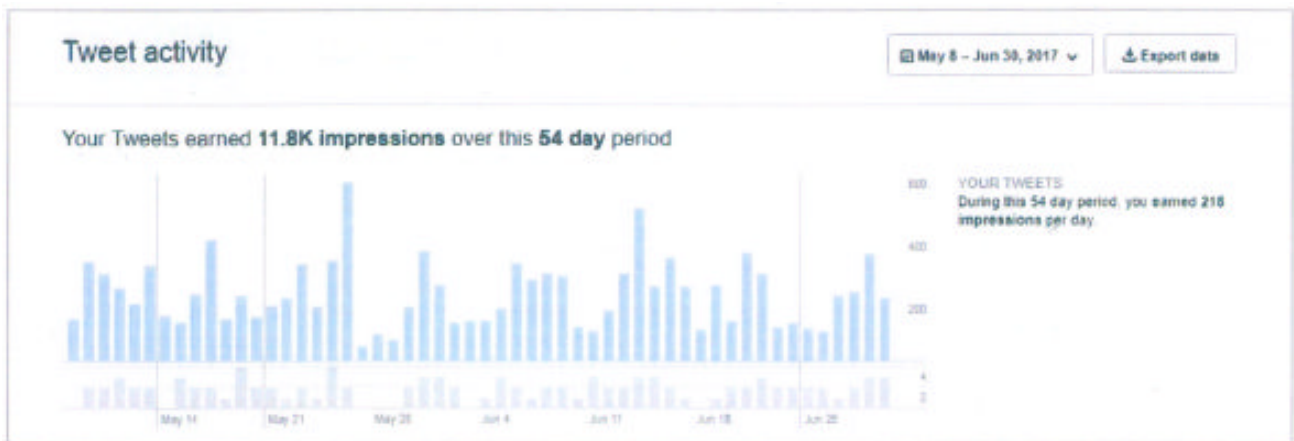 Tweet activity
May 8 – Jun 30, 2017
Export data
Your Tweets earned 11.8K impressions over this 54 day period
600
400
200
YOUR TWEETS
During this 54 day period, you earned 218
impressions per day.
4
2
May 14
May 21
May 28
Jun 4
Jun 11
Jun 18
Jun 25